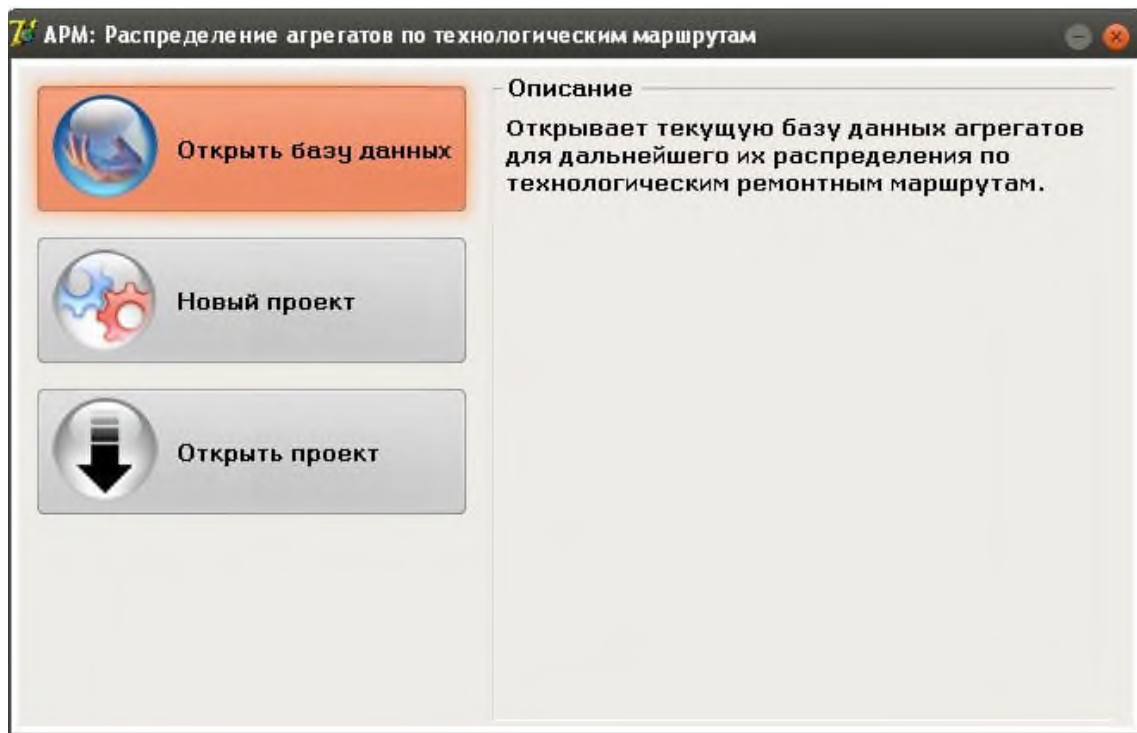 АРМ: Распределение агрегатов по технологическим маршрутам
Открыть базу данных
Новый проект
Открыть проект
Описание
Открывает текущую базу данных агрегатов
для дальнейшего их распределения по
технологическим ремонтным маршрутам.